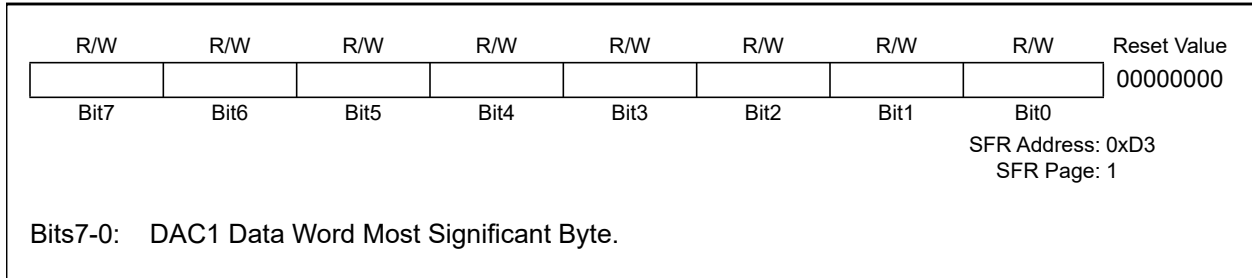 R/W R/W R/W R/W R/W R/W R/W R/W Reset Value
00000000
Bit7 Bit6 Bit5 Bit4 Bit3 Bit2 Bit1 Bit0
SFR Address: 0xD3
SFR Page: 1
Bits7-0: DAC1 Data Word Most Significant Byte.